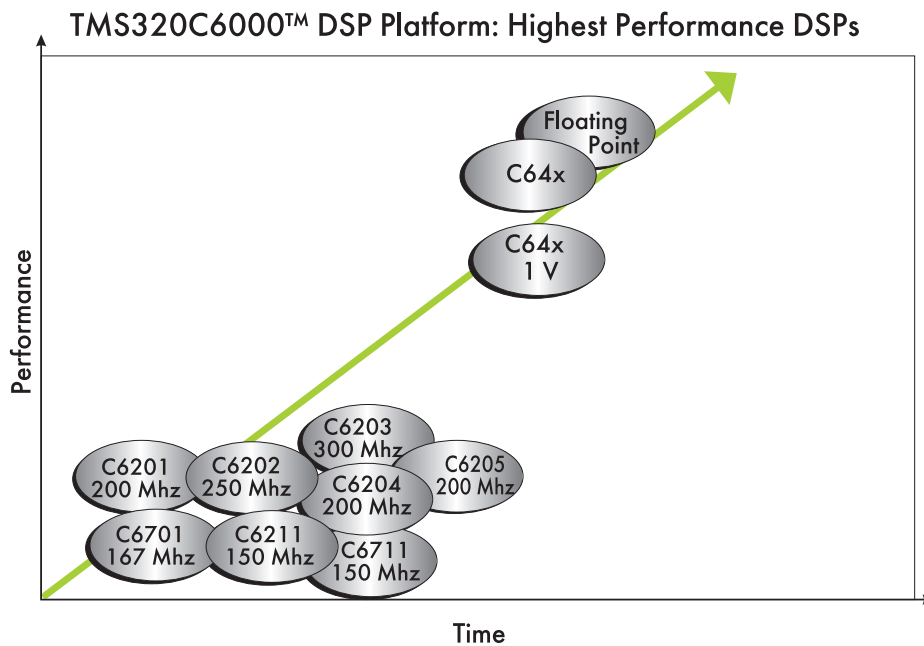 TMS320C6000™ DSP Platform: Highest Performance DSPs
Floating
Point
C64x
C64x
1 V
Performance
C6203
300 Mhz
C6201
200 Mhz
C6202
250 Mhz
C6205
200 Mhz
C6204
200 Mhz
C6701
167 Mhz
C6211
150 Mhz
C6711
150 Mhz
Time